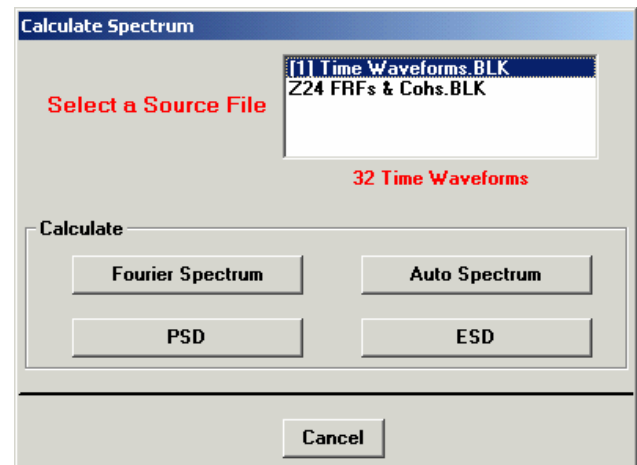 Calculate Spectrum
Select a Source File
[1] Time Waveforms.BLK
Z24 FRFs & Cohs.BLK
32 Time Waveforms
Calculate
Fourier Spectrum
Auto Spectrum
PSD
ESD
Cancel